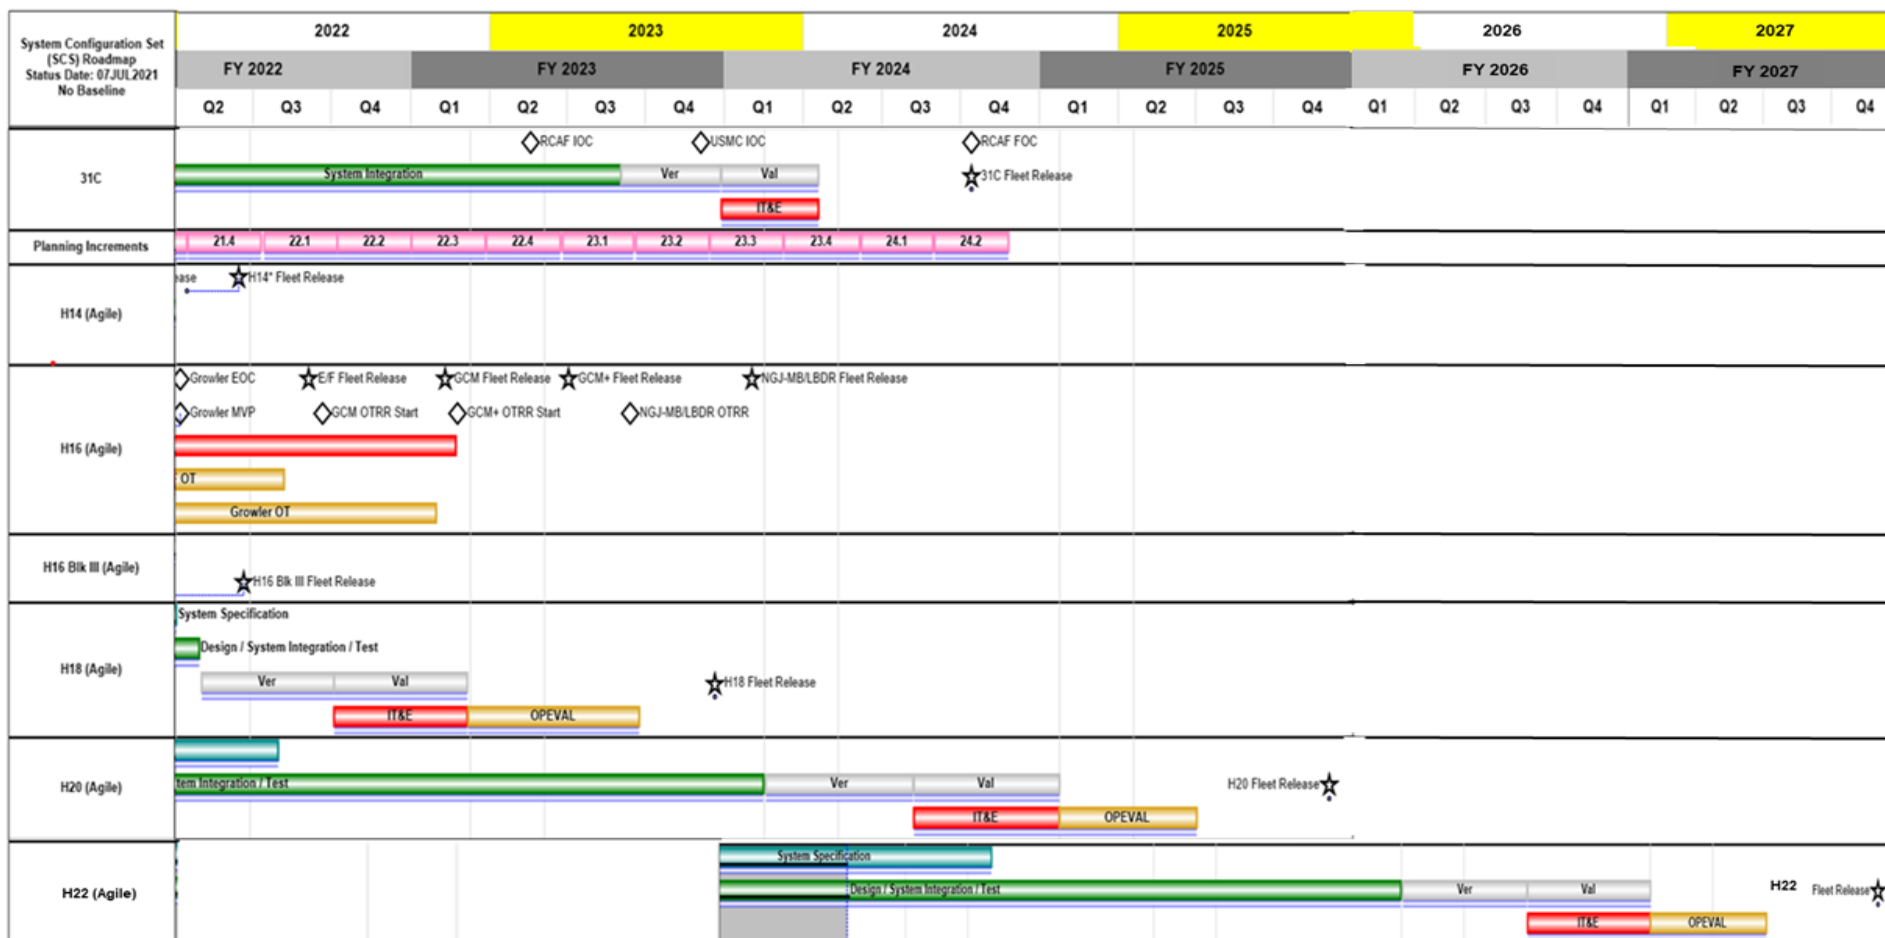 System Configuration Set
(SCS) Roadmap
Status Date: 07JUL2021
No Baseline
2022 2023 2024 2025 2026 2027
FY 2022 FY 2023 FY 2024 FY 2025 FY 2026 FY 2027
Q2 Q3 Q4 Q1 Q2 Q3 Q4 Q1 Q2 Q3 Q4 Q1 Q2 Q3 Q4 Q1 Q2 Q3 Q4 Q1 Q2 Q3 Q4
31C
RCAF IOC USMC IOC RCAF FOC
System Integration Ver Val 31C Fleet Release
IT&E
Planning Increments 21.4 22.1 22.2 22.3 22.4 23.1 23.2 23.3 23.4 24.1 24.2
H14 (Agile)
ease H14* Fleet Release
H16 (Agile)
Growler EOC E/F Fleet Release GCM Fleet Release GCM+ Fleet Release NGJ-MB/LBDR Fleet Release
Growler MVP GCM OTRR Start GCM+ OTRR Start NGJ-MB/LBDR OTRR
OT
Growler OT
H16 Blk III (Agile)
H16 Blk III Fleet Release
H18 (Agile)
System Specification
Design / System Integration / Test
Ver Val H18 Fleet Release
IT&E OPEVAL
H20 (Agile)
tem Integration / Test Ver Val H20 Fleet Release
IT&E OPEVAL
H22 (Agile)
System Specification
Design / System Integration / Test Ver Val H22 Fleet Release
IT&E OPEVAL